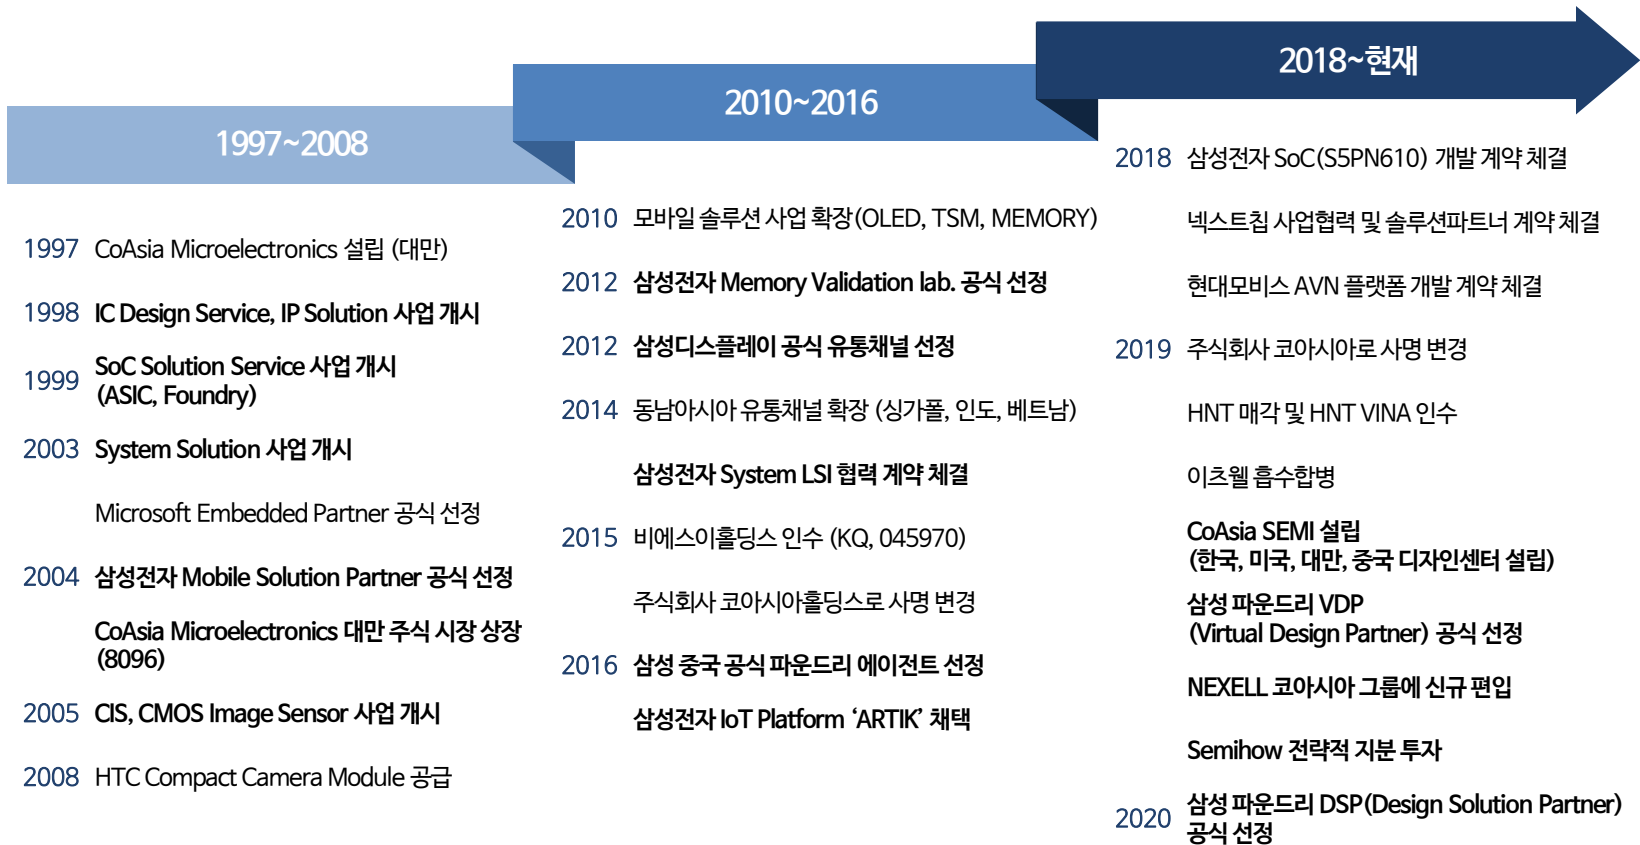 1997~2008
1997 CoAsia Microelectronics 설립 (대만)
1998 IC Design Service, IP Solution 사업 개시
1999 SoC Solution Service 사업 개시
(ASIC, Foundry)
2003 System Solution 사업 개시
Microsoft Embedded Partner 공식 선정
2004 삼성전자 Mobile Solution Partner 공식 선정
CoAsia Microelectronics 대만 주식 시장 상장
(8096)
2005 CIS, CMOS Image Sensor 사업 개시
2008 HTC Compact Camera Module 공급
2010~2016
2010 모바일 솔루션 사업 확장(OLED, TSM, MEMORY)
2012 삼성전자 Memory Validation lab. 공식 선정
2012 삼성디스플레이 공식 유통채널 선정
2014 동남아시아 유통채널 확장 (싱가폴, 인도, 베트남)
삼성전자 System LSI 협력 계약 체결
2015 비에스이홀딩스 인수 (KQ, 045970)
주식회사 코아시아홀딩스로 사명 변경
2016 삼성 중국 공식 파운드리 에이전트 선정
삼성전자 IoT Platform ‘ARTIK’ 채택
2018~현재
2018 삼성전자 SoC(S5PN610) 개발 계약 체결
넥스트칩 사업협력 및 솔루션파트너 계약 체결
현대모비스 AVN 플랫폼 개발 계약 체결
2019 주식회사 코아시아로 사명 변경
HNT 매각 및 HNT VINA 인수
이츠웰 흡수합병
CoAsia SEMI 설립
(한국, 미국, 대만, 중국 디자인센터 설립)
삼성 파운드리 VDP
(Virtual Design Partner) 공식 선정
NEXELL 코아시아 그룹에 신규 편입
Semihow 전략적 지분 투자
2020 삼성 파운드리 DSP(Design Solution Partner)
공식 선정